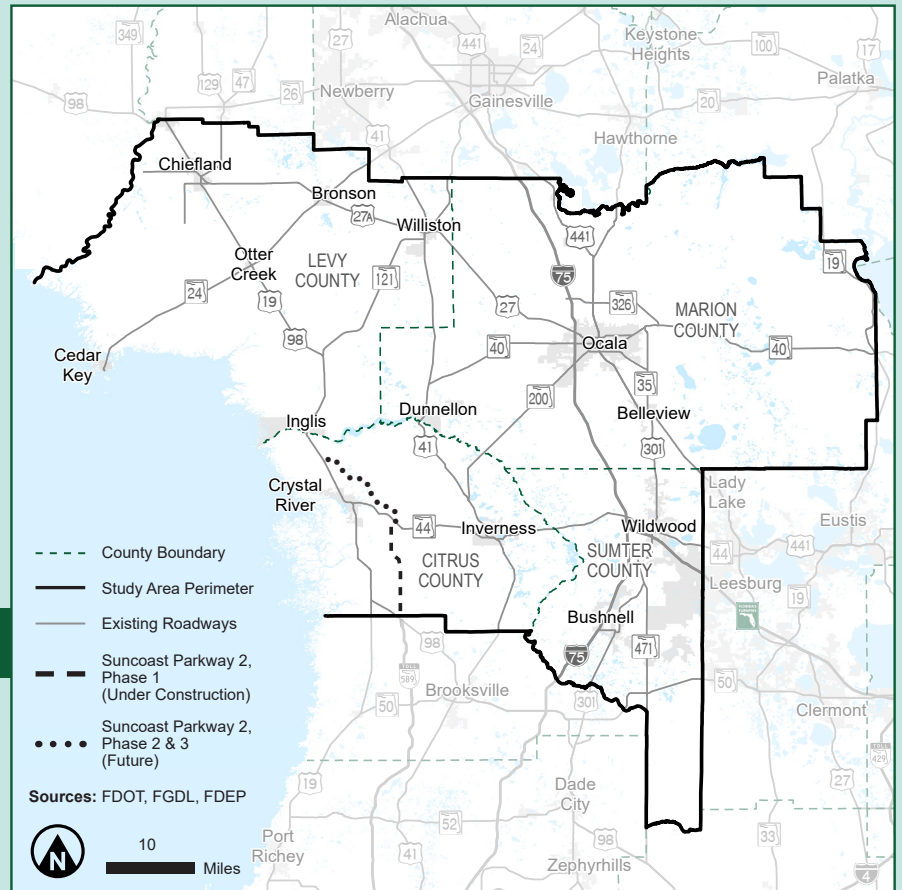 Alachua
349
27
441
24
Keystone
Heights
100
17
129
47
26
Newberry
98
Gainesville
20
Palatka
41
Hawthorne
Chiefland
Bronson
27A
Williston
441
19
Otter
Creek
LEVY
COUNTY
121
75
24
19
27
326
MARION
COUNTY
98
40
Ocala
40
Cedar
Key
200
35
Dunnellon
Belleview
Inglis
41
301
Crystal
River
Lady
Lake
44
Inverness
Wildwood
Eustis
44
441
CITRUS
COUNTY
SUMTER
COUNTY
Leesburg
19
Bushnell
471
75
98
TOLL
589
Brooksville
50
301
50
Clermont
TOLL
429
19
Dade
City
27
52
33
Port
Richey
41
98
Zephyrhills
4
County Boundary
Study Area Perimeter
Existing Roadways
Suncoast Parkway 2,
Phase 1
(Under Construction)
Suncoast Parkway 2,
Phase 2 & 3
(Future)
Sources: FDOT, FGDL, FDEP
N
10
Miles